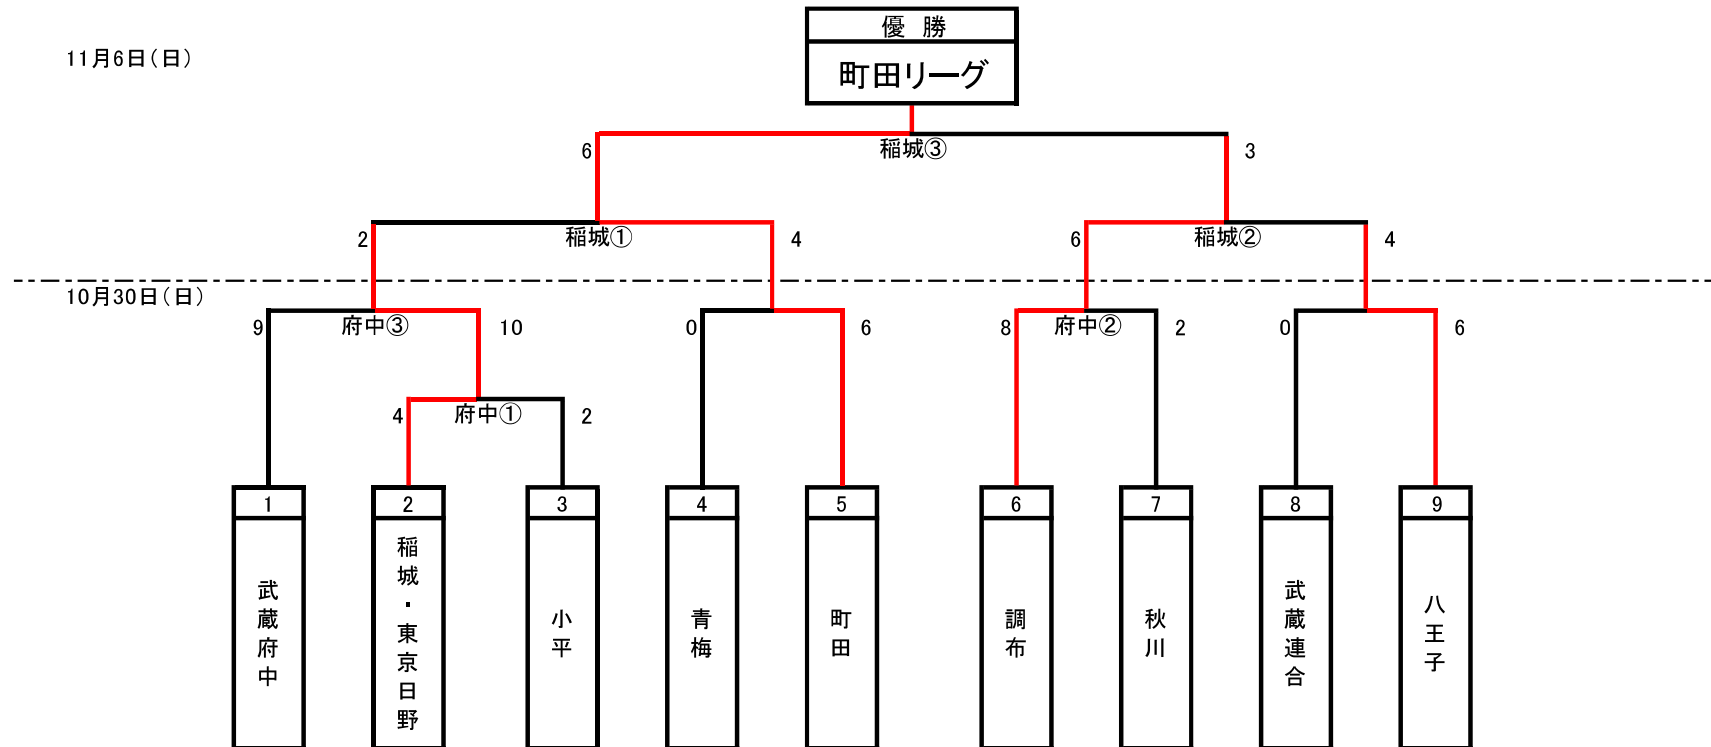 優 勝
11月6日(日)
町田リーグ
6
稲城③
3
2
稲城①
4
6
稲城②
4
10月30日(日)
9
府中③
10
0
6
8
府中②
2
0
6
4
府中①
2
1
2
3
4
5
6
7
8
9
武蔵府中
稲城・東京日野
小平
青梅
町田
調布
秋川
武蔵連合
八王子